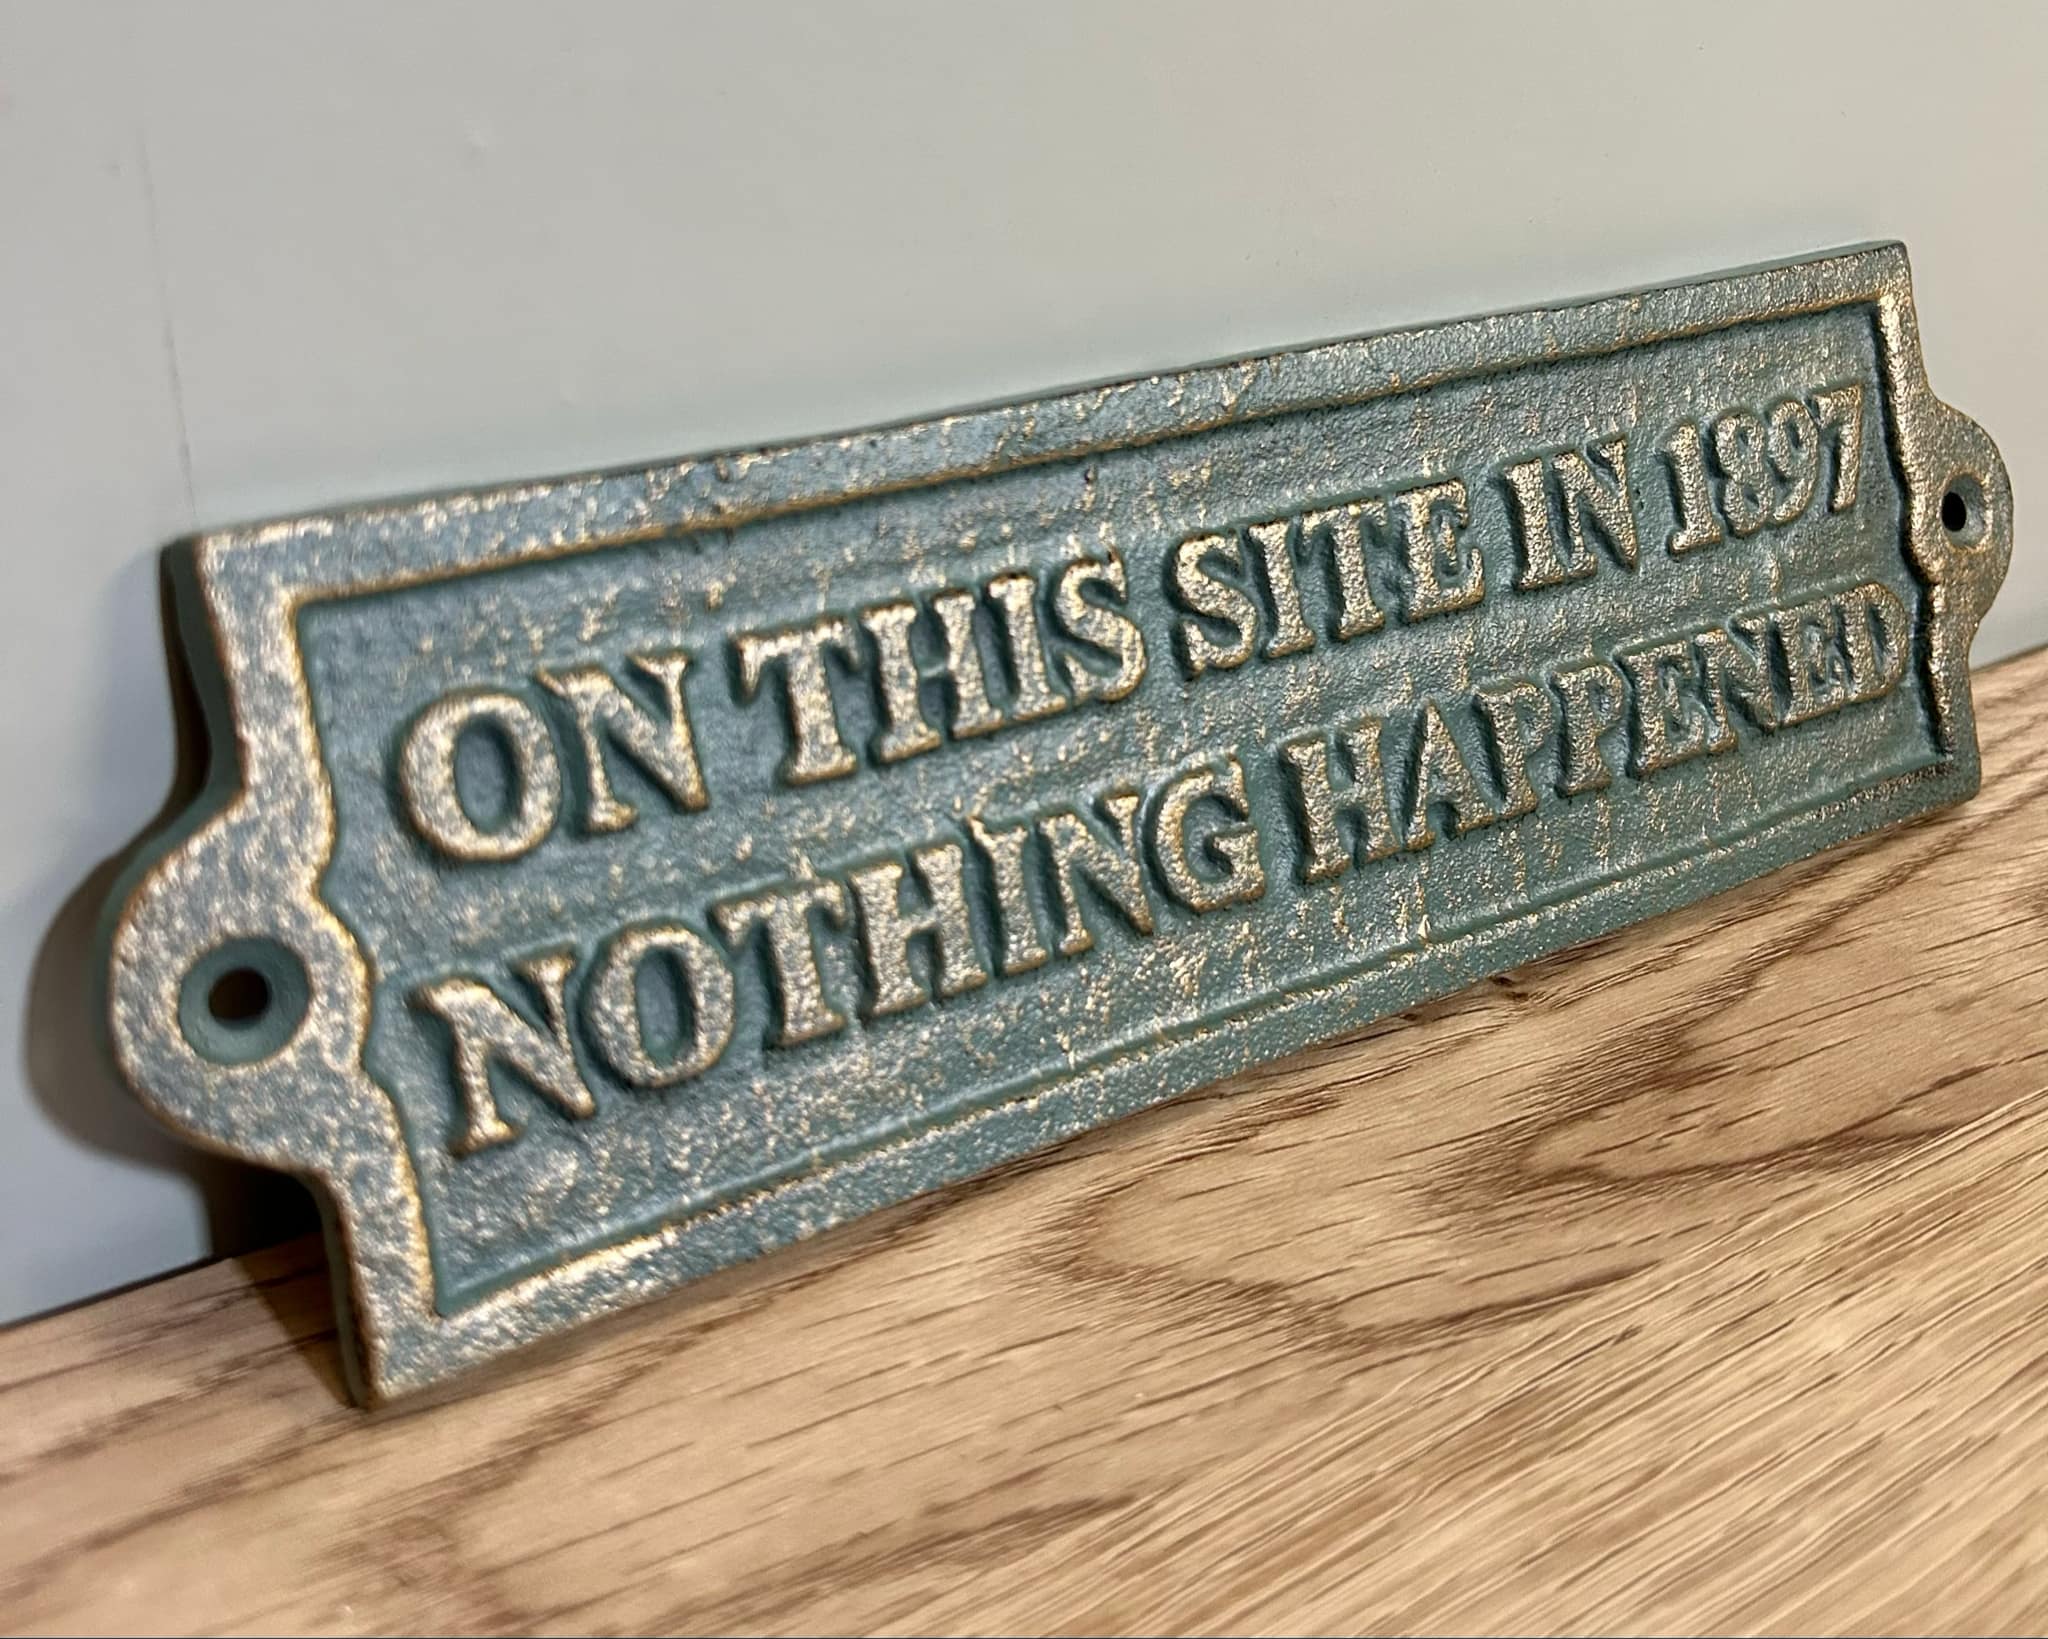 ON THIS SITE IN 1897
NOTHING HAPPENED